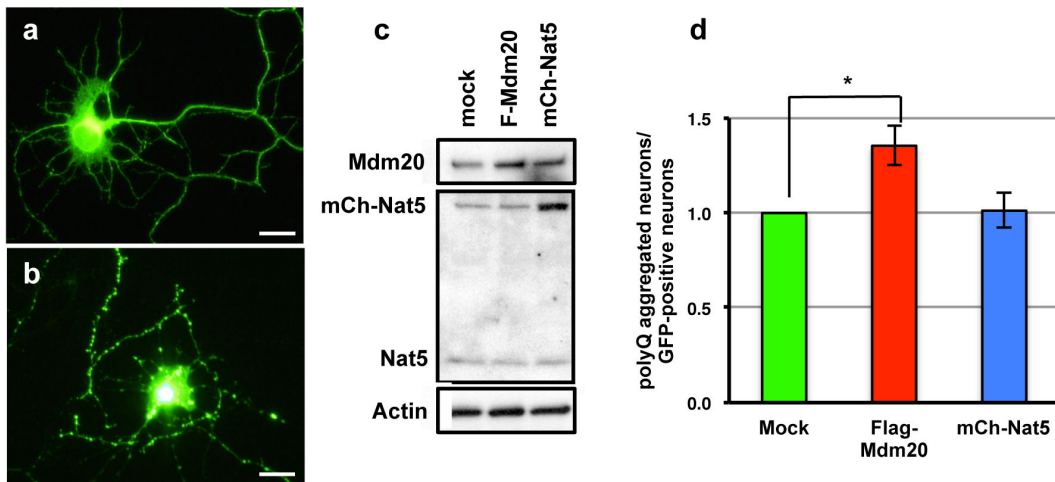 a
b
c
mock
F-Mdm20
mCh-Nat5
Mdm20
mCh-Nat5
Nat5
Actin
d
*
polyQ aggregated neurons/
GFP-positive neurons
1.5
1.0
0.5
0.0
Mock
Flag-
Mdm20
mCh-Nat5